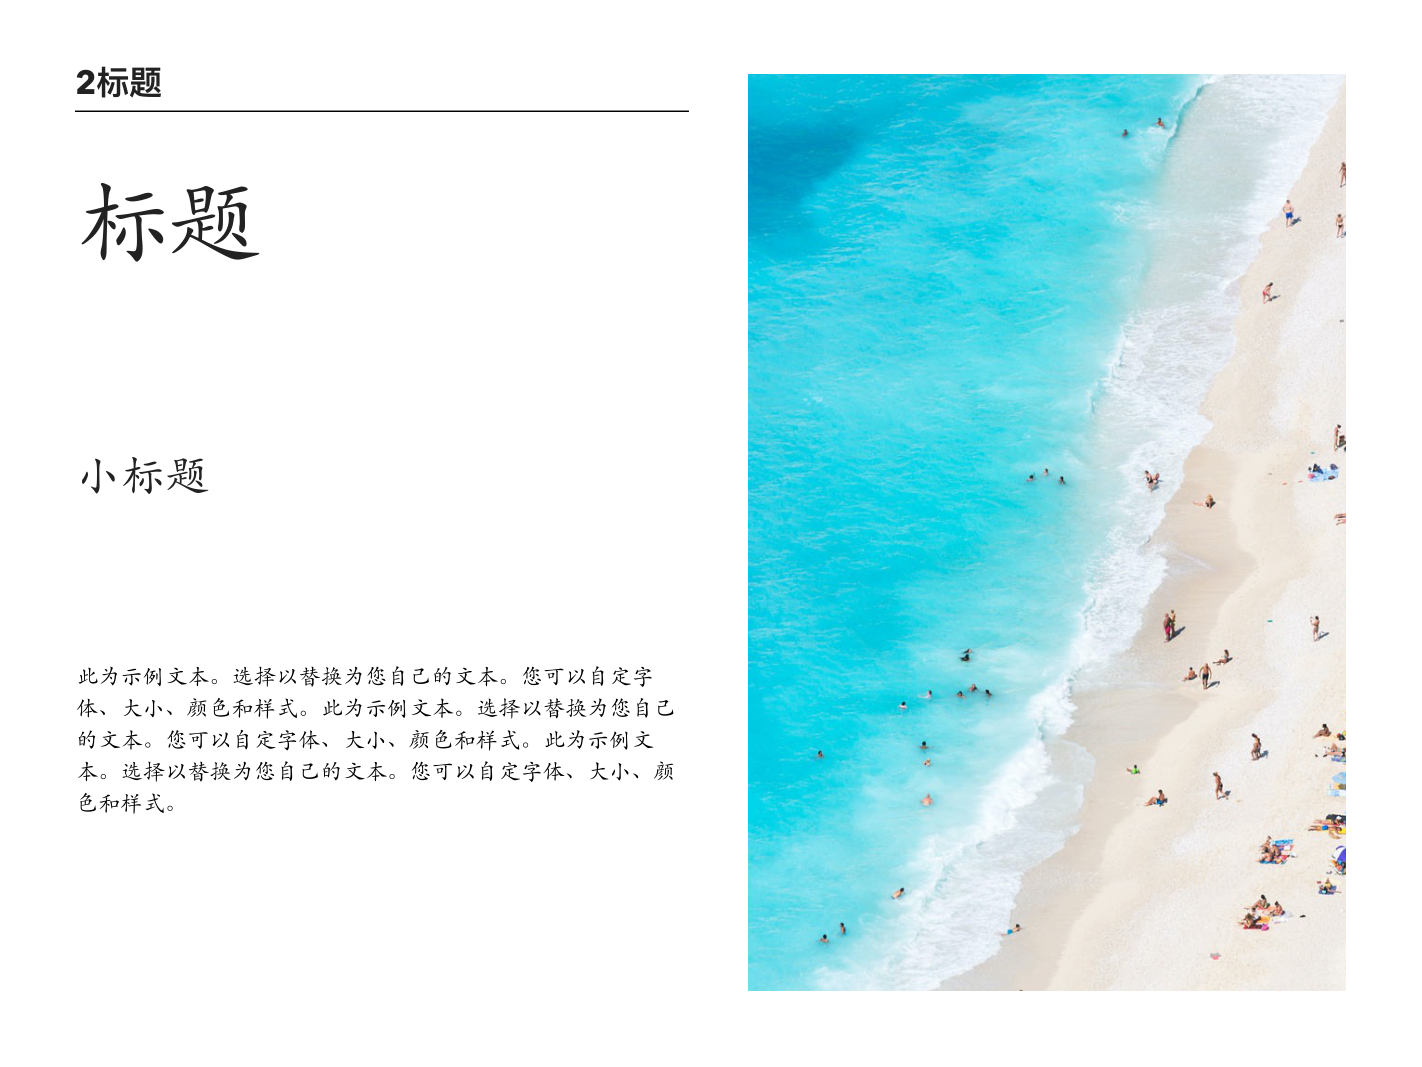 2标题
标题
小标题
此为示例文本。选择以替换为您自己的文本。您可以自定字
体、大小、颜色和样式。此为示例文本。选择以替换为您自己
的文本。您可以自定字体、大小、颜色和样式。此为示例文
本。选择以替换为您自己的文本。您可以自定字体、大小、颜
色和样式。